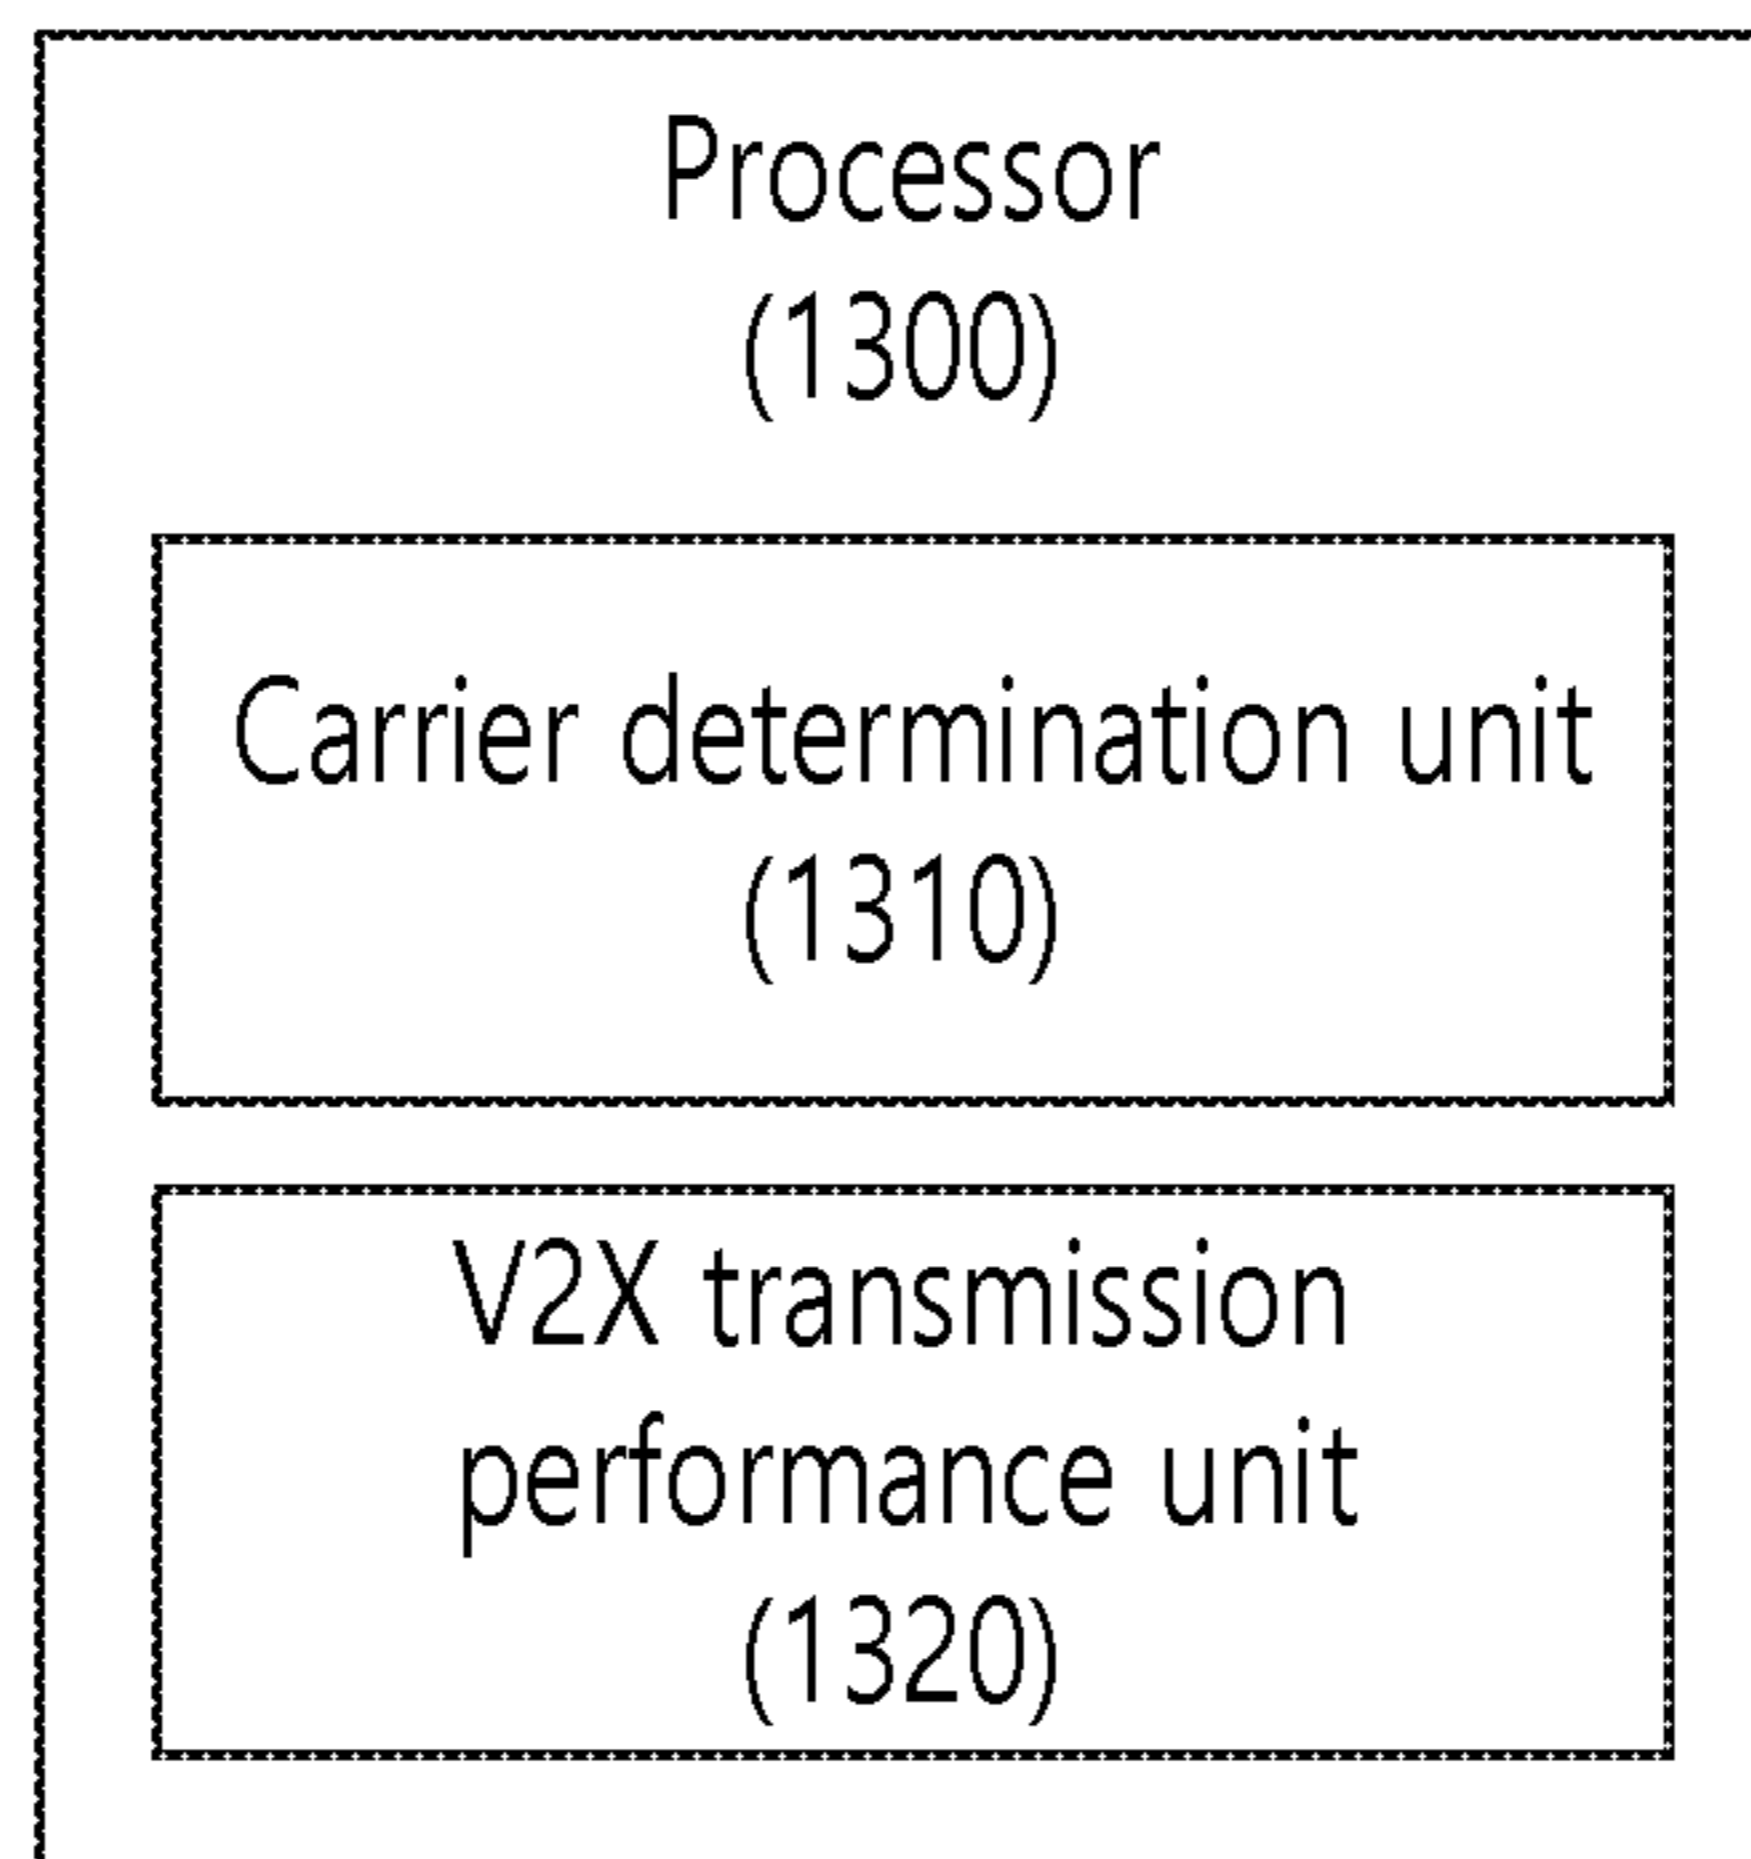 Processor
(1300)
Carrier determination unit
(1310)
V2X transmission
performance unit
(1320)